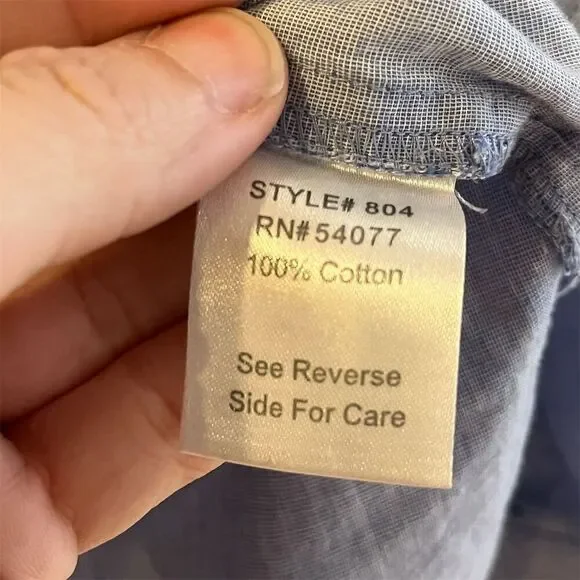 STYLE# 804
RN#54077
100% Cotton
See Reverse
Side For Care